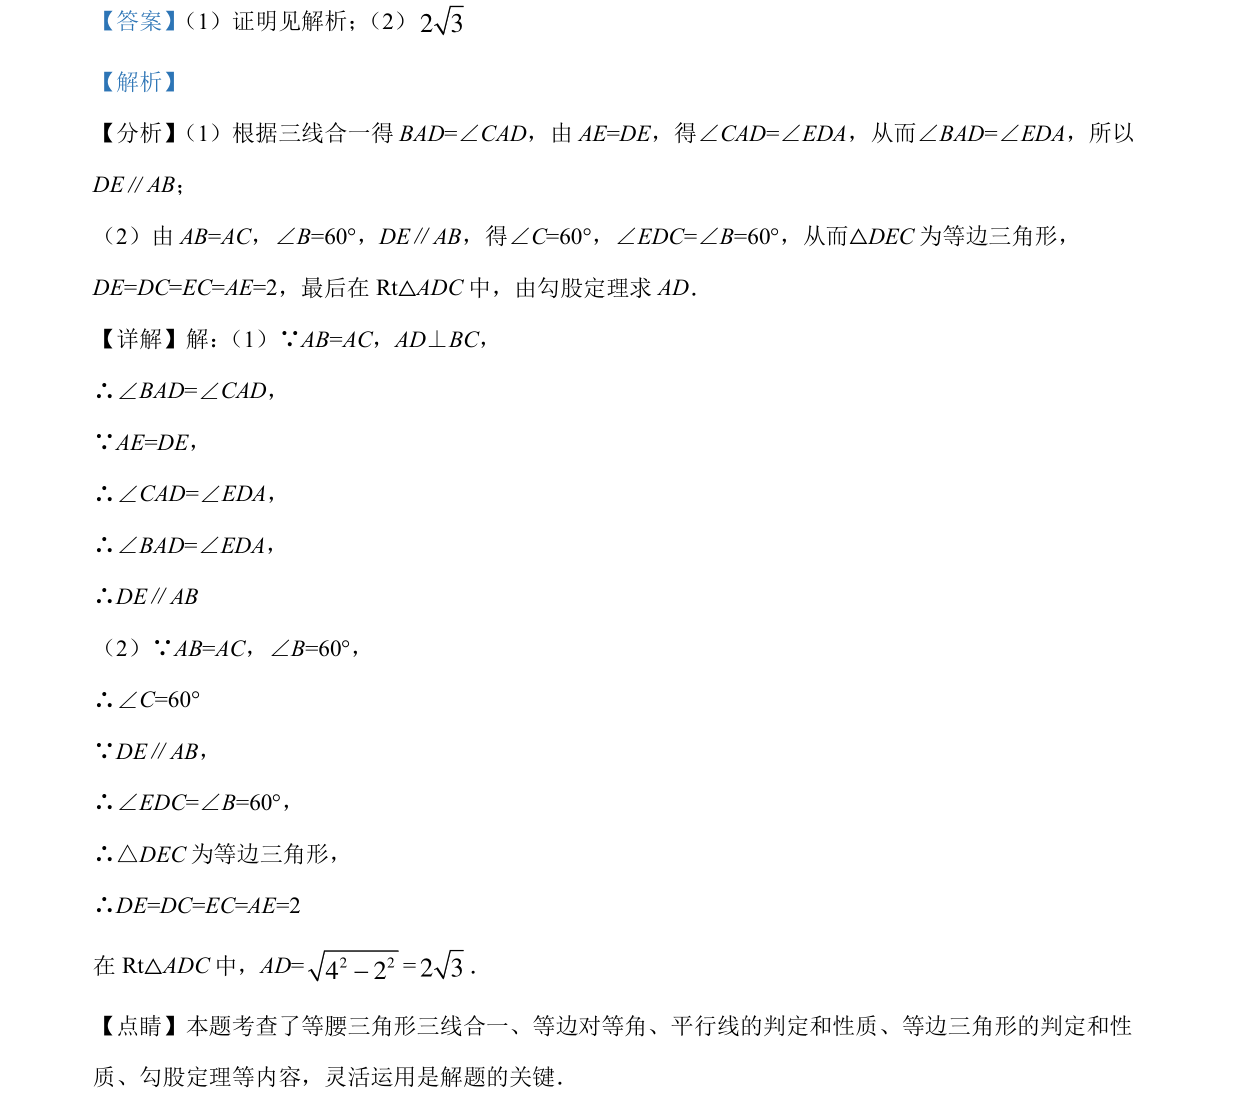 【答案】（1）证明见解析；（2）2√3
【解析】
【分析】（1）根据三线合一得 BAD=∠CAD，由 AE=DE，得∠CAD=∠EDA，从而∠BAD=∠EDA，所以
DE∥AB；
（2）由 AB=AC，∠B=60°，DE∥AB，得∠C=60°，∠EDC=∠B=60°，从而△DEC 为等边三角形，
DE=DC=EC=AE=2，最后在 Rt△ADC 中，由勾股定理求 AD．
【详解】解：（1）∵AB=AC，AD⊥BC，
∴∠BAD=∠CAD，
∵AE=DE，
∴∠CAD=∠EDA，
∴∠BAD=∠EDA，
∴DE∥AB
（2）∵AB=AC，∠B=60°，
∴∠C=60°
∵DE∥AB，
∴∠EDC=∠B=60°，
∴△DEC 为等边三角形，
∴DE=DC=EC=AE=2
在 Rt△ADC 中，AD=√(4²－2²)=2√3．
【点睛】本题考查了等腰三角形三线合一、等边对等角、平行线的判定和性质、等边三角形的判定和性
质、勾股定理等内容，灵活运用是解题的关键．